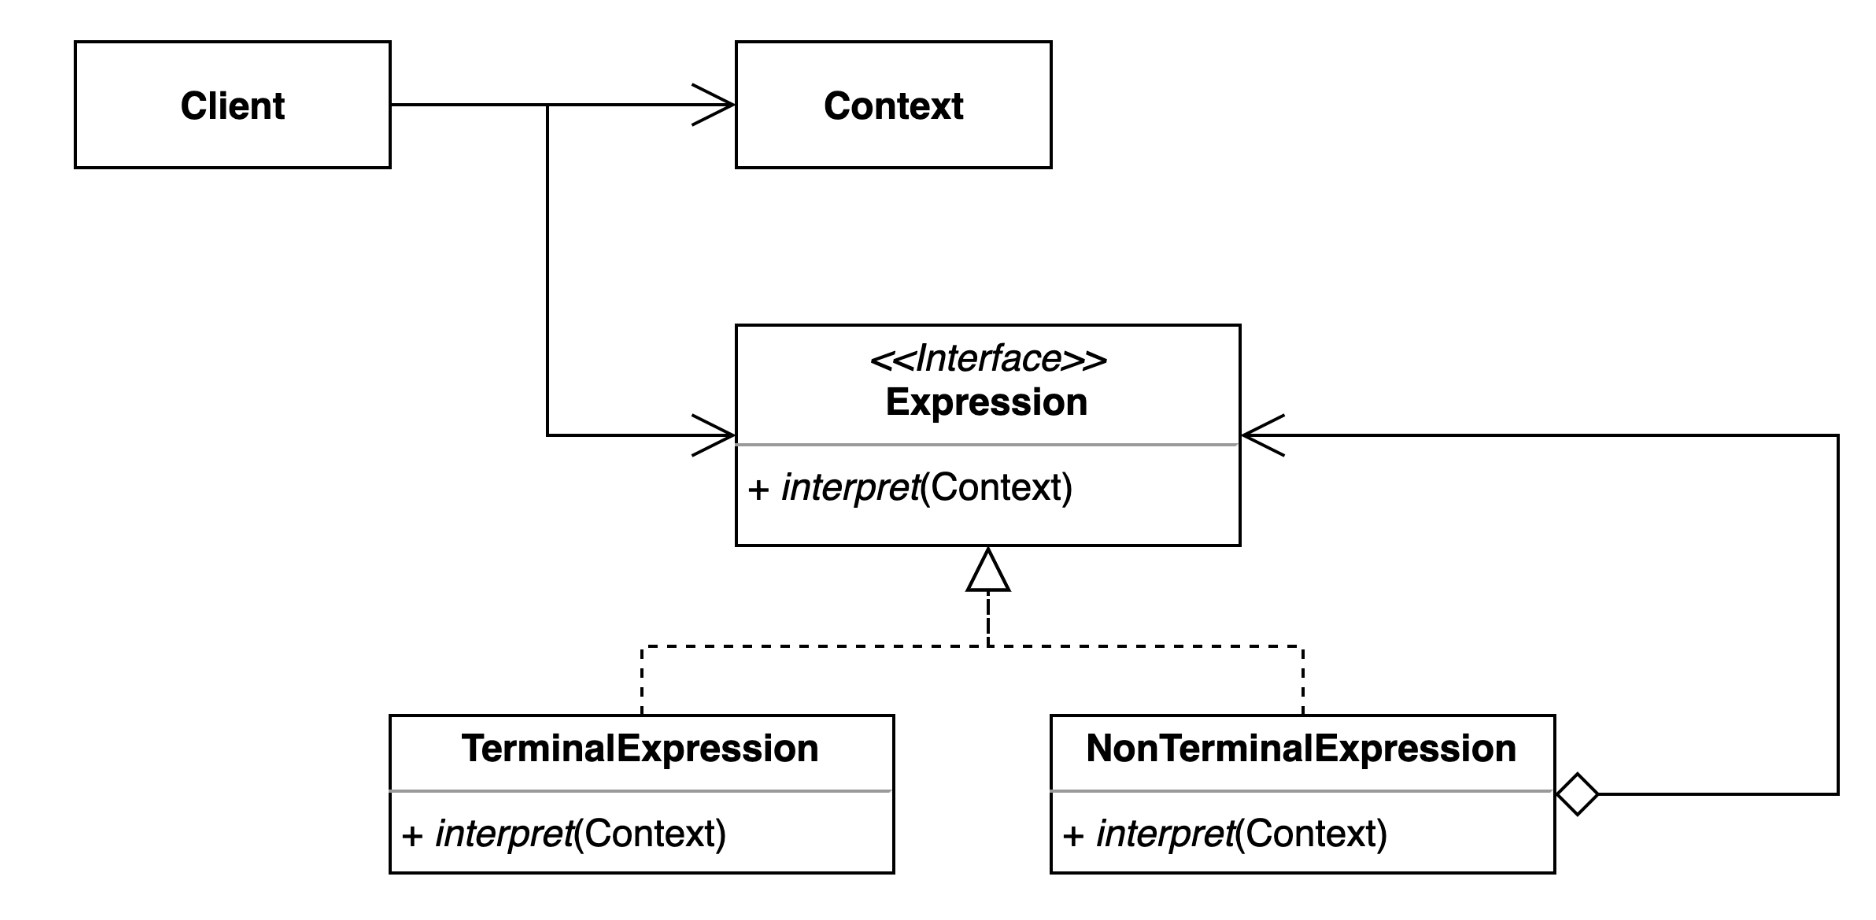 Client
Context
<<Interface>>
Expression
+ interpret(Context)
TerminalExpression
+ interpret(Context)
NonTerminalExpression
+ interpret(Context)